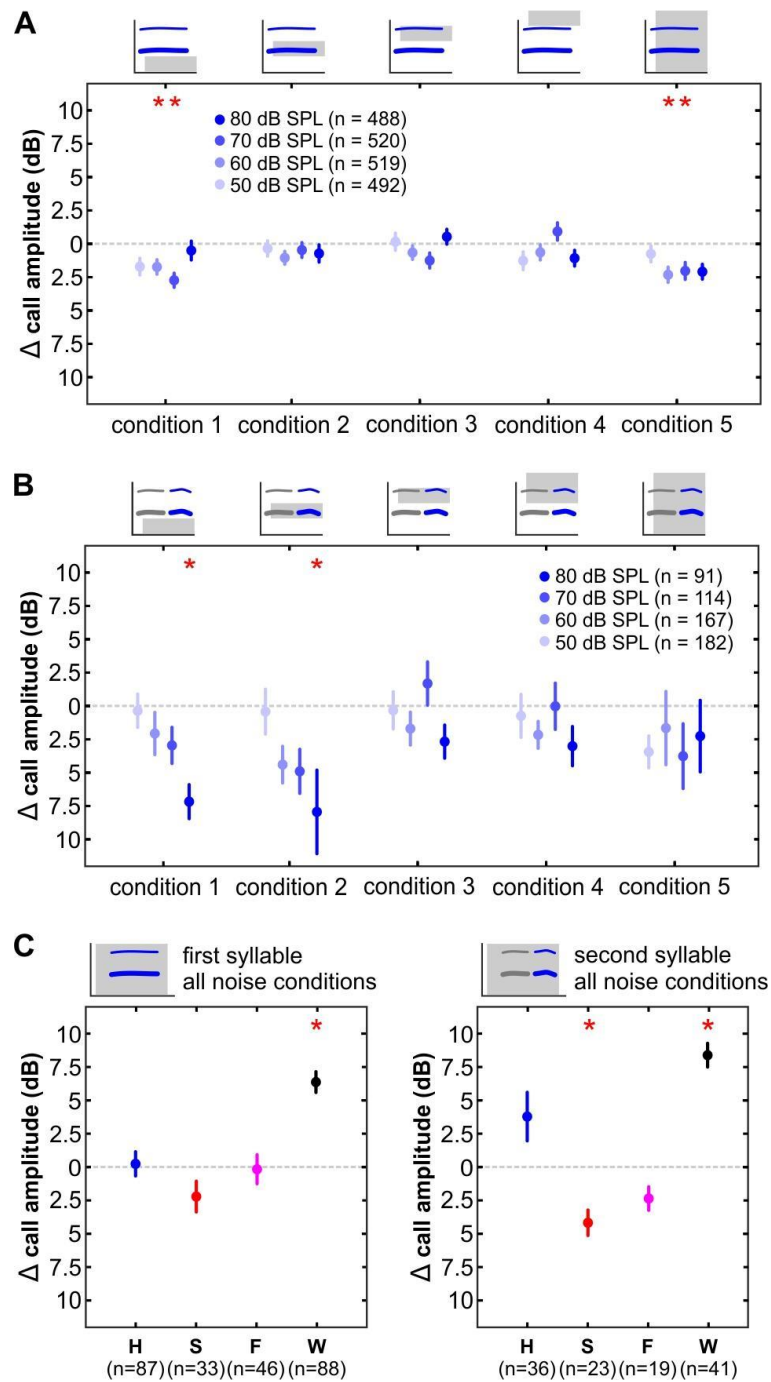 A
10
7.5
5
2.5
0
2.5
5
7.5
10
Δ call amplitude (dB)
* *
* *
80 dB SPL (n = 488)
70 dB SPL (n = 520)
60 dB SPL (n = 519)
50 dB SPL (n = 492)
condition 1 condition 2 condition 3 condition 4 condition 5
B
10
7.5
5
2.5
0
2.5
5
7.5
10
Δ call amplitude (dB)
*
*
80 dB SPL (n = 91)
70 dB SPL (n = 114)
60 dB SPL (n = 167)
50 dB SPL (n = 182)
condition 1 condition 2 condition 3 condition 4 condition 5
C
first syllable
all noise conditions
10
7.5
5
2.5
0
2.5
5
7.5
10
Δ call amplitude (dB)
*
H S F W
(n=87) (n=33) (n=46) (n=88)
second syllable
all noise conditions
10
7.5
5
2.5
0
2.5
5
7.5
10
Δ call amplitude (dB)
* *
H S F W
(n=36) (n=23) (n=19) (n=41)